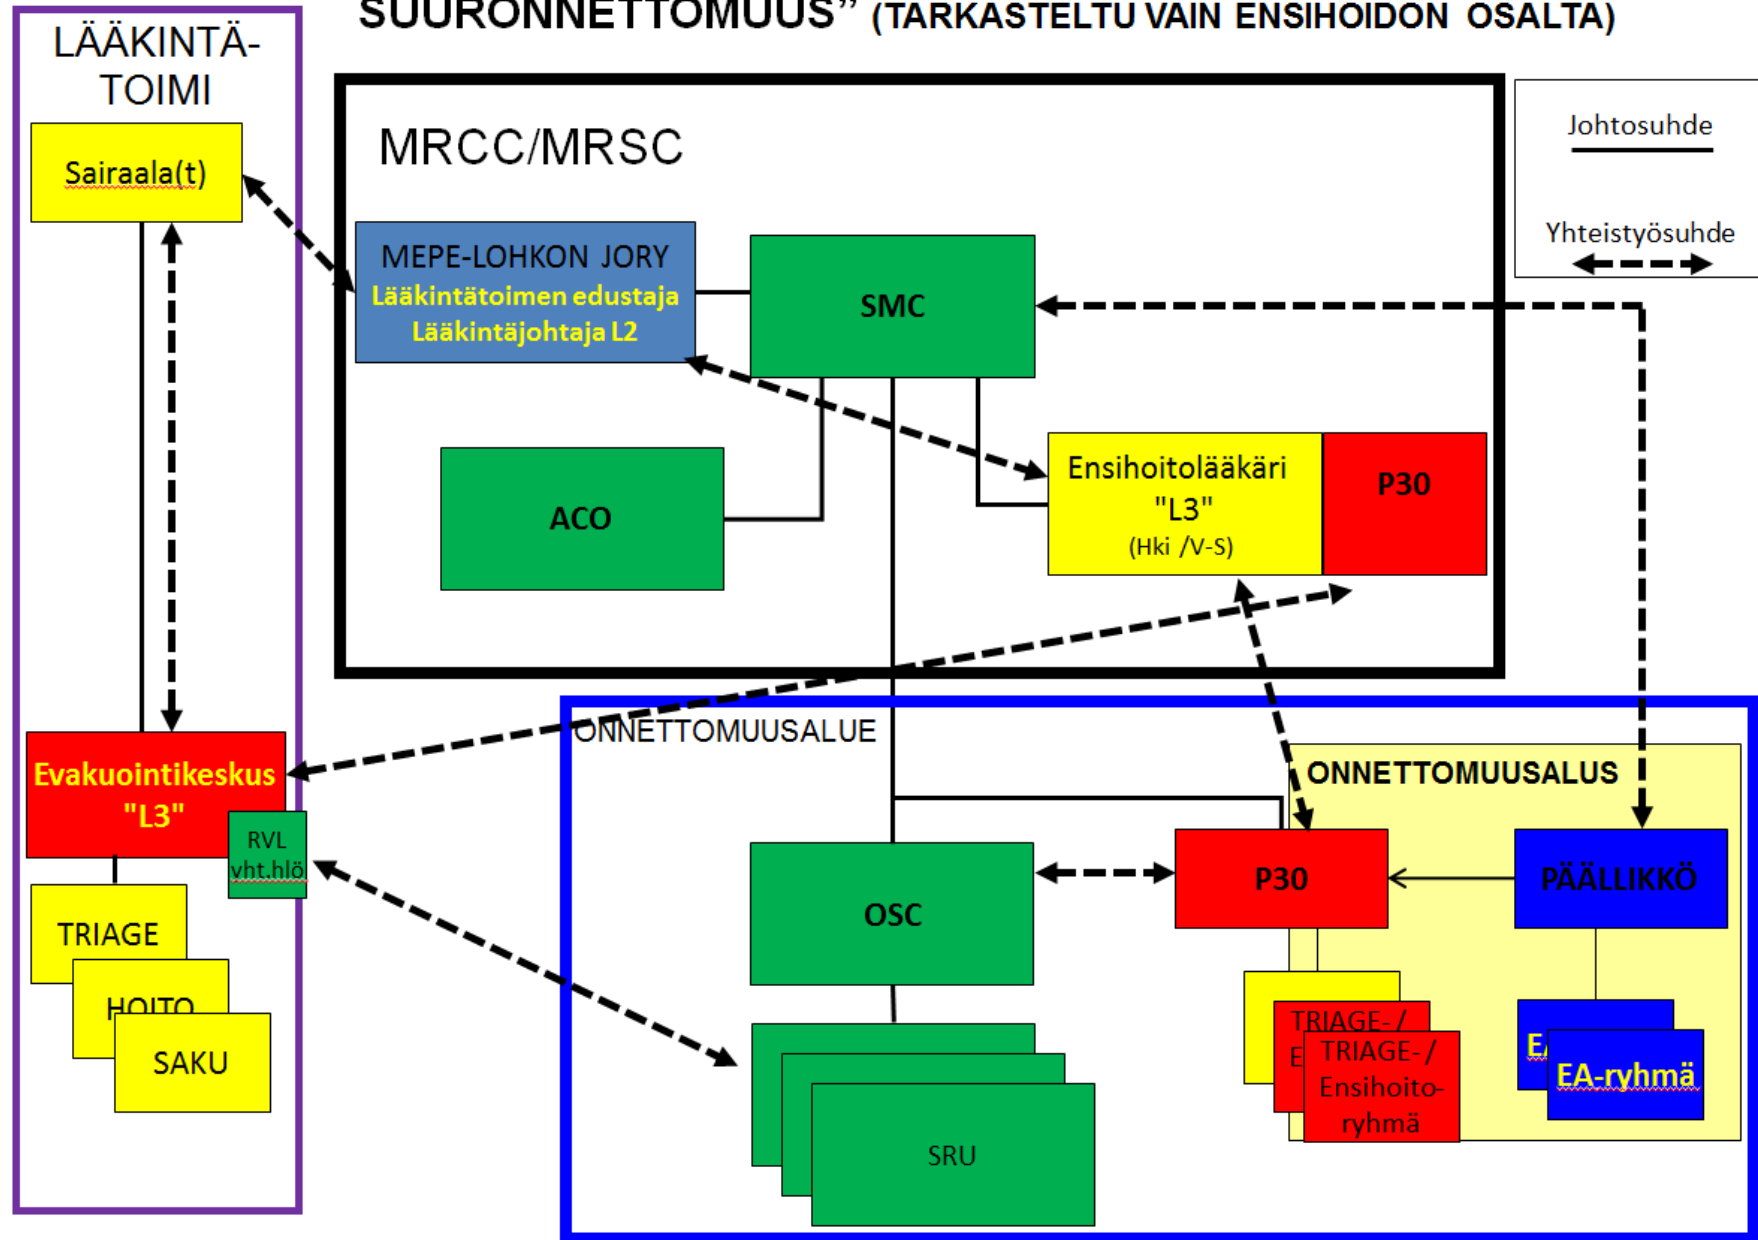 SUURONNETTOMUUS” (TARKASTELTU VAIN ENSIHOIDON OSALTA)
LÄÄKINTÄ-
TOIMI
Sairaala(t)
Evakuointikeskus
"L3"
RVL
vht.hlö
TRIAGE
HOITO
SAKU
MRCC/MRSC
MEPE-LOHKON JORY
Lääkintätoimen edustaja
Lääkintäjohtaja L2
SMC
ACO
Ensihoitolääkäri
"L3"
(Hki /V-S)
P30
Johtosuhde
Yhteistyösuhde
ONNETTOMUUSALUE
OSC
SRU
ONNETTOMUUSALUS
P30
PÄÄLLIKKÖ
TRIAGE-/
TRIAGE-/
Ensihoito-
ryhmä
EA-ryhmä